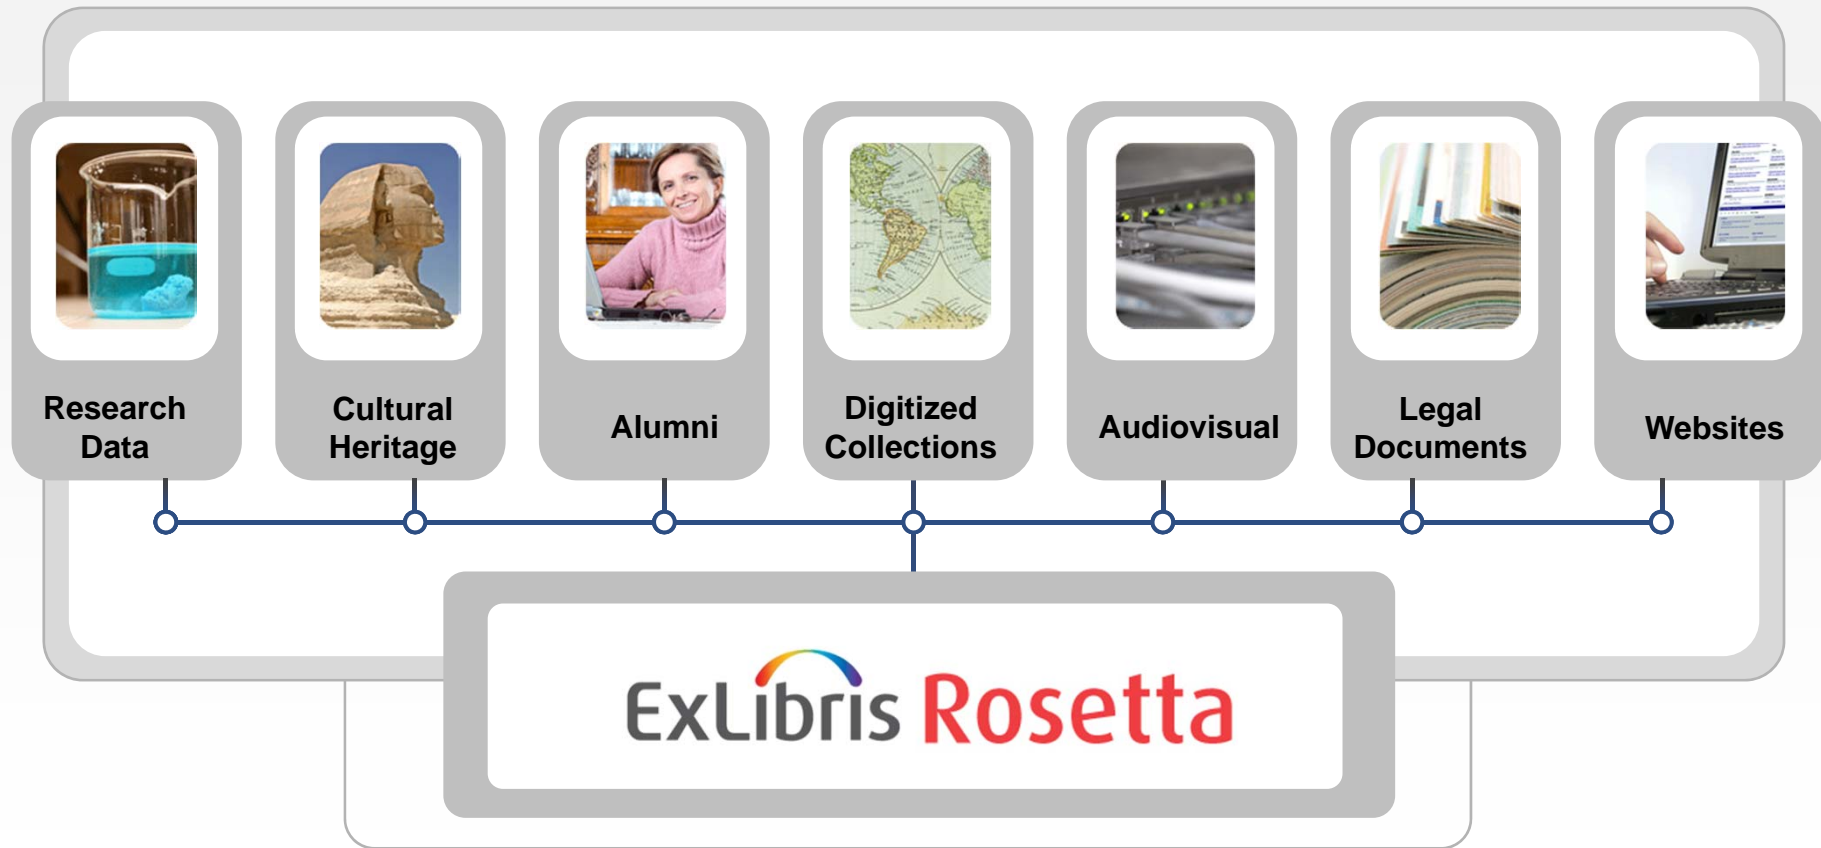 Research
Data
Cultural
Heritage
Alumni
Digitized
Collections
Audiovisual
Legal
Documents
Websites
ExLibris Rosetta